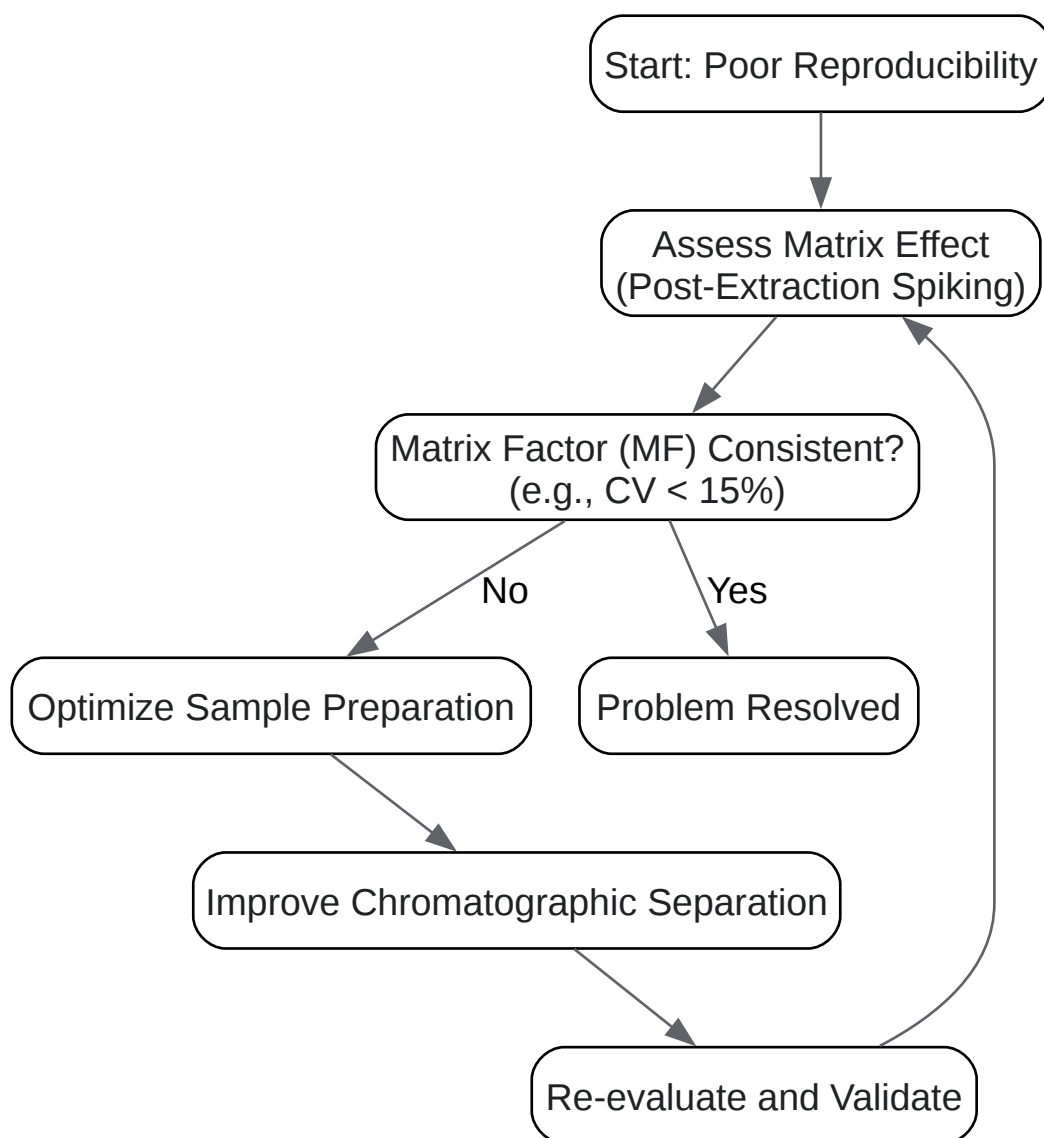 Start: Poor Reproducibility
Assess Matrix Effect
(Post-Extraction Spiking)
Matrix Factor (MF) Consistent?
(e.g., CV < 15%)
No
Yes
Optimize Sample Preparation
Problem Resolved
Improve Chromatographic Separation
Re-evaluate and Validate